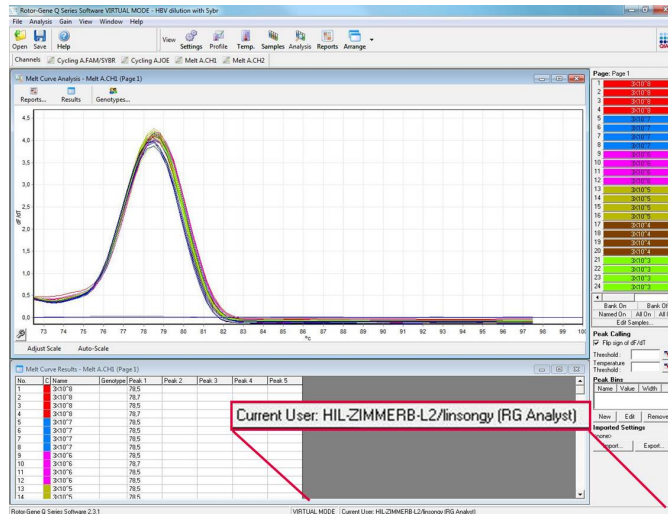 Rotor-Gene Q Series Software VIRTUAL MODE - HBV dilution with Sybr
File Analysis Gain View Window Help
Open Save Help View Settings Profile Temp. Samples Analysis Reports Arrange
Channels Cycling A.FAM/SYBR Cycling A.JOE Melt A.CH1 Melt A.CH2
Melt Curve Analysis - Melt A.CH1 (Page 1)
Reports... Results Genotypes...
4,5
4,0
3,5
3,0
2,5
2,0
1,5
1,0
0,5
0,0
dF/dT
73 74 75 76 77 78 79 80 81 82 83 84 85 86 87 88 89 90 91 92 93 94 95 96 97 98 99 100
°C
Adjust Scale Auto-Scale
Page: Page 1
1 3X10^8
2 3X10^8
3 3X10^8
4 3X10^8
5 3X10^7
6 3X10^7
7 3X10^7
8 3X10^7
9 3X10^6
10 3X10^6
11 3X10^6
12 3X10^6
13 3X10^5
14 3X10^5
15 3X10^5
16 3X10^5
17 3X10^4
18 3X10^4
19 3X10^4
20 3X10^4
21 3X10^3
22 3X10^3
23 3X10^3
24 3X10^3
Bank On Bank Of
Named On All On All
Edit Samples...
Peak Calling
Flip sign of dF/dT
Threshold :
Temperature
Threshold :
Peak Bins
Name Value Width
New Edit Remove
Imported Settings
(none)
Import... Export...
Melt Curve Results - Melt A.CH1 (Page 1)
No. C Name Genotype Peak 1 Peak 2 Peak 3 Peak 4 Peak 5
1 3X10^8 78,5
2 3X10^8 78,7
3 3X10^8 78,7
4 3X10^8 78,7
5 3X10^7 78,5
6 3X10^7 78,5
7 3X10^7 78,5
8 3X10^7 78,5
9 3X10^6 78,7
10 3X10^6 78,7
11 3X10^6 78,7
12 3X10^6 78,5
13 3X10^5 78,5
14 3X10^5 78,5
Current User: HIL-ZIMMERB-L2/linsongy (RG Analyst)
Rotor-Gene Q Series Software 2.3.1 VIRTUAL MODE Current User: HIL-ZIMMERB-L2/linsongy (RG Analyst)